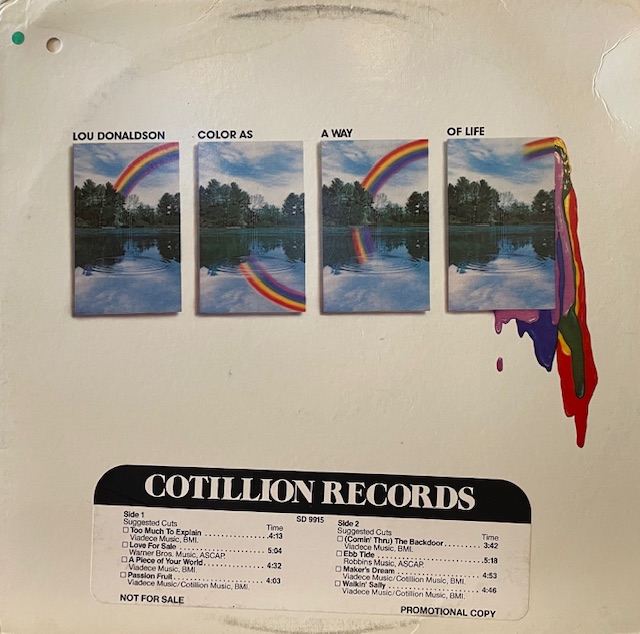 LOU DONALDSON COLOR AS A WAY OF LIFE
COTILLION RECORDS
SD 9915
Side 1
Suggested Cuts Time
☐ Too Much To Explain .................4:13
Viadece Music, BMI.
☐ Love For Sale ................. 5:04
Warner Bros. Music, ASCAP.
☐ A Piece of Your World ................. 4:32
Viadece Music, BMI.
☐ Passion Fruit ................. 4:03
Viadece Music/Cotillion Music, BMI.
NOT FOR SALE
Side 2
Suggested Cuts Time
☐ (Comin' Thru) The Backdoor ......... 3:42
Viadece Music, BMI.
☐ Ebb Tide ................. 5:18
Robbins Music, ASCAP.
☐ Maker's Dream ................. 4:53
Viadece Music/Cotillion Music, BMI.
☐ Walkin' Sally ................. 4:46
Viadece Music/Cotillion Music, BMI.
PROMOTIONAL COPY